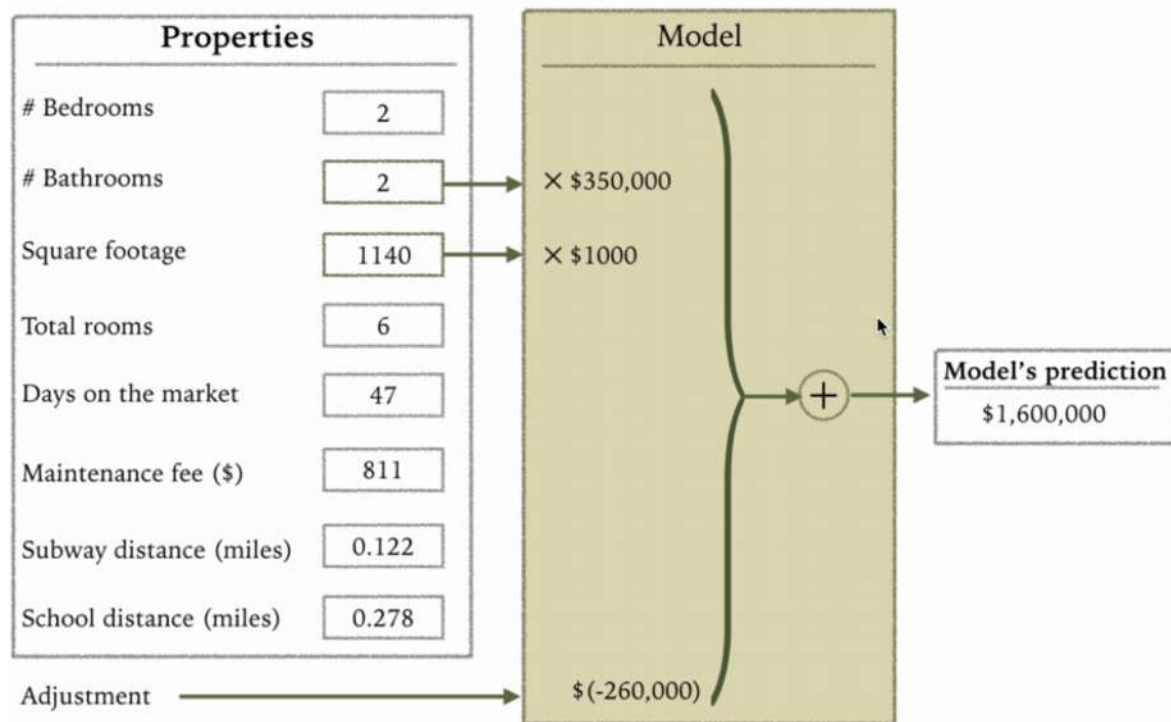 Properties
Model
# Bedrooms 2
# Bathrooms 2 × $350,000
Square footage 1140 × $1000
Total rooms 6
Model's prediction
Days on the market 47
$1,600,000
+
Maintenance fee ($) 811
Subway distance (miles) 0.122
School distance (miles) 0.278
Adjustment $(-260,000)